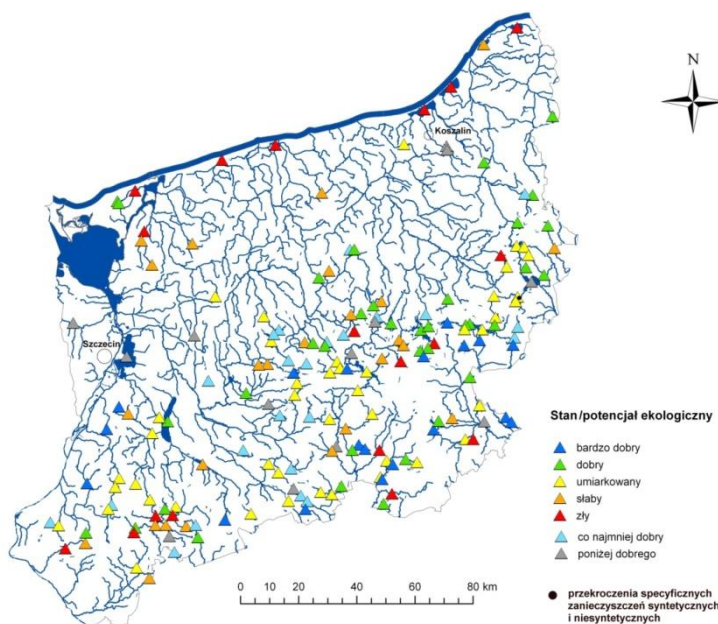 N
Koszalin
Szczecin
Stan/potencjał ekologiczny
bardzo dobry
dobry
umiarkowany
słaby
zły
co najmniej dobry
poniżej dobrego
0 10 20 40 60 80 km
przekroczenia specyficznych
zanieczyszczeń syntetycznych
i niesyntetycznych